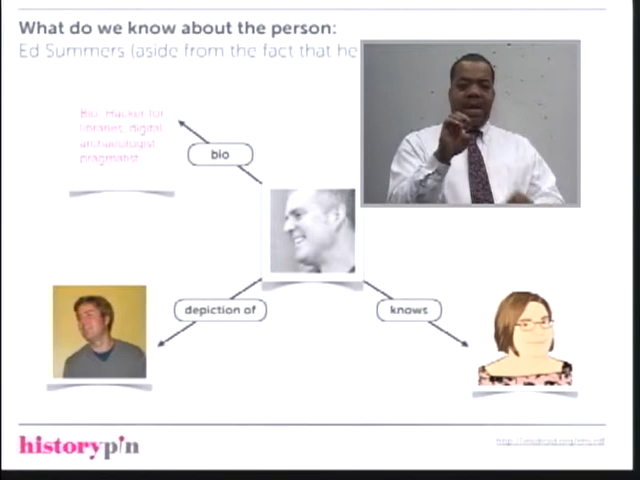 What do we know about the person:
Ed Summers (aside from the fact that he
Bio: Hacker for
libraries, digital
archaeologist
pragmatist
bio
depiction of
knows
historypin